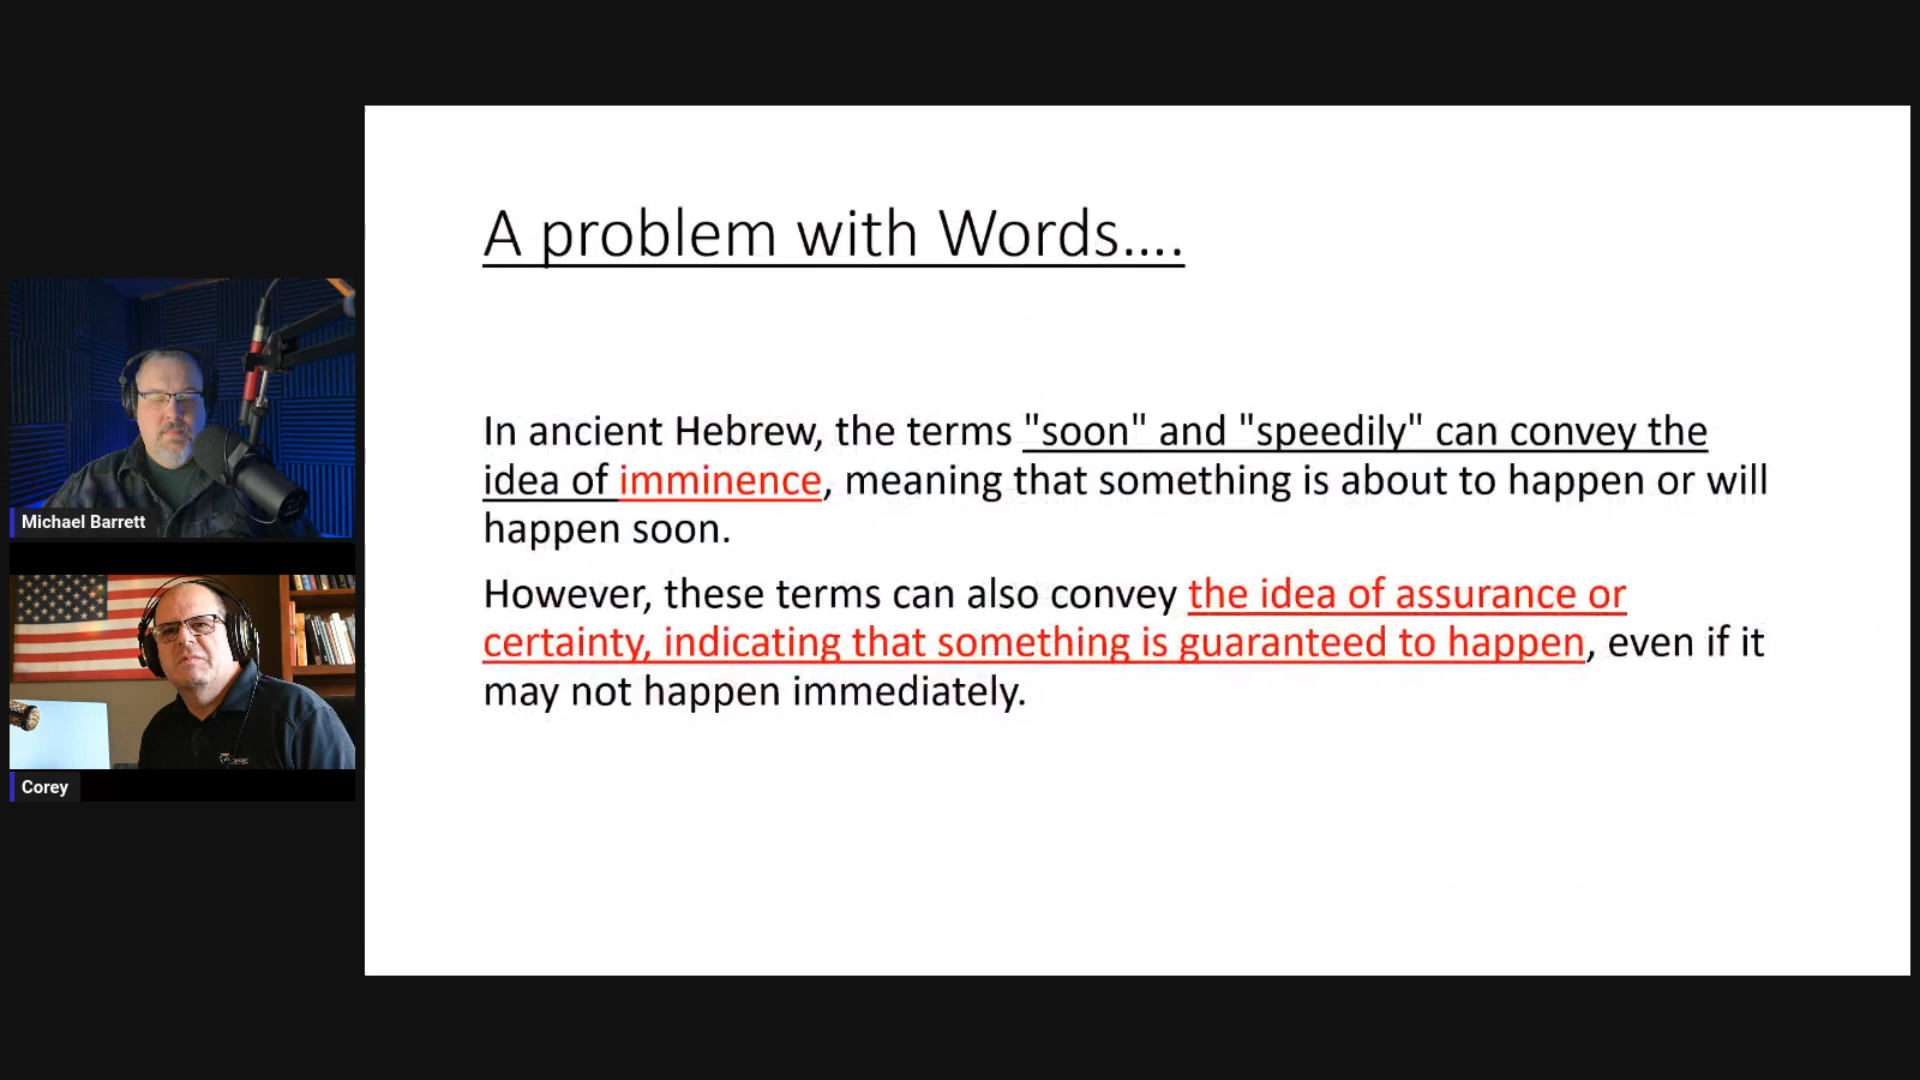 A problem with Words....
In ancient Hebrew, the terms "soon" and "speedily" can convey the
idea of imminence, meaning that something is about to happen or will
happen soon.
However, these terms can also convey the idea of assurance or
certainty, indicating that something is guaranteed to happen, even if it
may not happen immediately.
Michael Barrett
Corey